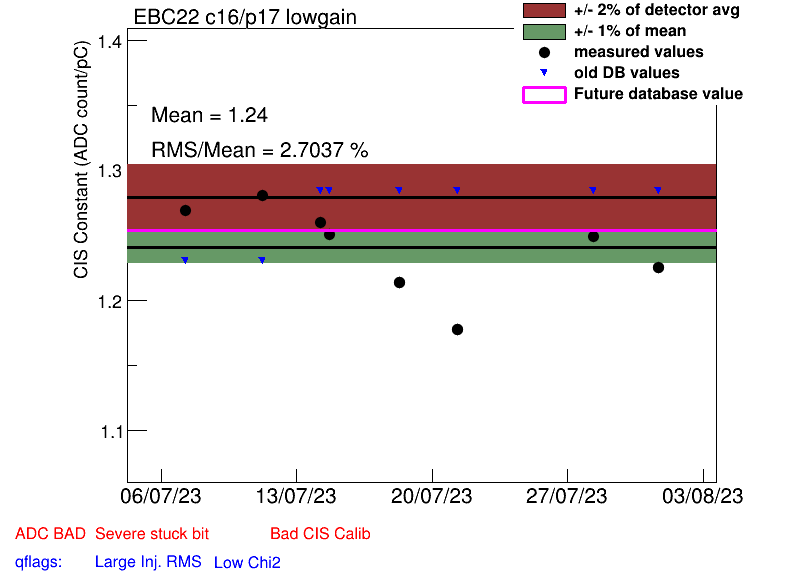 EBC22 c16/p17 lowgain
+/- 2% of detector avg
+/- 1% of mean
measured values
old DB values
Future database value
Mean = 1.24
RMS/Mean = 2.7037 %
CIS Constant (ADC count/pC)
1.4
1.3
1.2
1.1
06/07/23 13/07/23 20/07/23 27/07/23 03/08/23
ADC BAD Severe stuck bit Bad CIS Calib
qflags: Large Inj. RMS Low Chi2